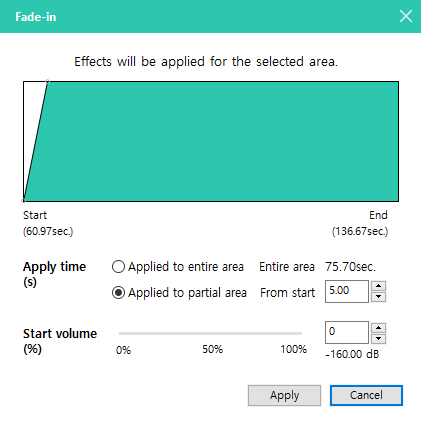 Fade-in
Effects will be applied for the selected area.
Start End
(60.97sec.) (136.67sec.)
Apply time
(s)
Applied to entire area Entire area 75.70sec.
Applied to partial area From start 5.00
Start volume
(%)
0
0% 50% 100%
-160.00 dB
Apply Cancel